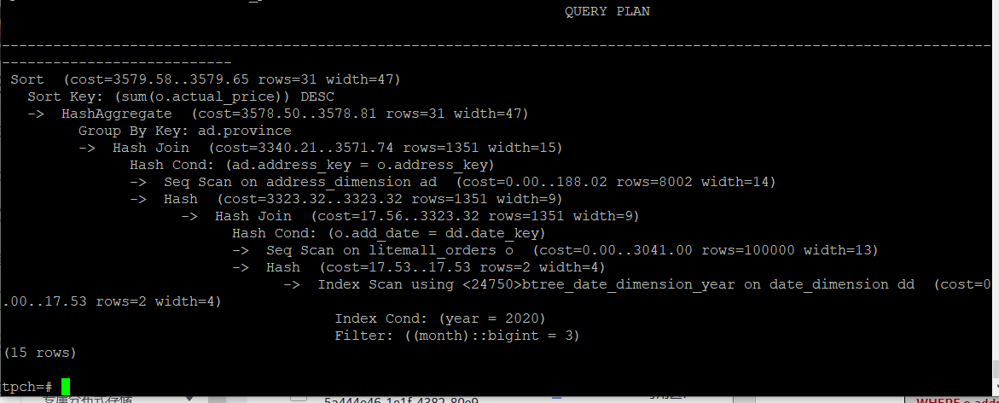 QUERY PLAN
----------------------------------------------------------------------------------------------------------------------
---------------------------
Sort (cost=3579.58..3579.65 rows=31 width=47)
Sort Key: (sum(o.actual_price)) DESC
-> HashAggregate (cost=3578.50..3578.81 rows=31 width=47)
Group By Key: ad.province
-> Hash Join (cost=3340.21..3571.74 rows=1351 width=15)
Hash Cond: (ad.address_key = o.address_key)
-> Seq Scan on address_dimension ad (cost=0.00..188.02 rows=8002 width=14)
-> Hash (cost=3323.32..3323.32 rows=1351 width=9)
-> Hash Join (cost=17.56..3323.32 rows=1351 width=9)
Hash Cond: (o.add_date = dd.date_key)
-> Seq Scan on litemall_orders o (cost=0.00..3041.00 rows=100000 width=13)
-> Hash (cost=17.53..17.53 rows=2 width=4)
-> Index Scan using <24750>btree_date_dimension_year on date_dimension dd (cost=0
.00..17.53 rows=2 width=4)
Index Cond: (year = 2020)
Filter: ((month)::bigint = 3)
(15 rows)
tpch=#